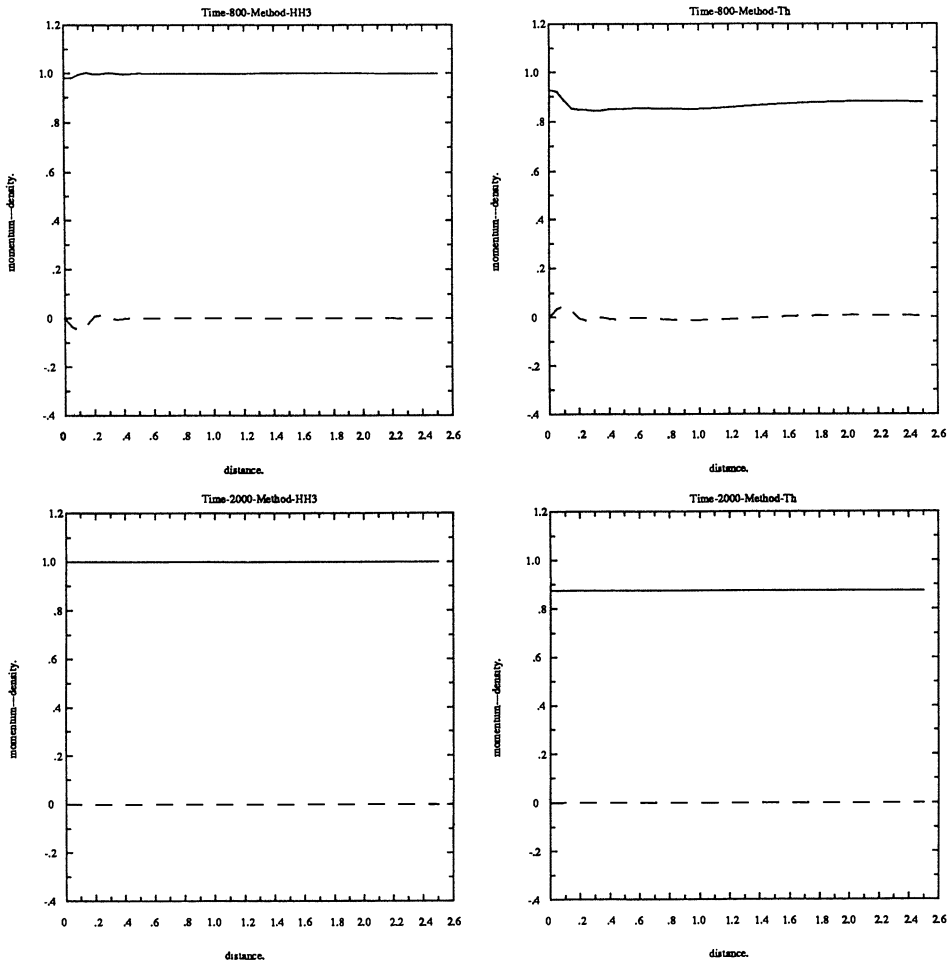 Time-800-Method-HH3
1.2
1.0
.8
.6
.4
.2
0
-.2
-.4
momentum---density.
0 .2 .4 .6 .8 1.0 1.2 1.4 1.6 1.8 2.0 2.2 2.4 2.6
distance.
Time-800-Method-Th
1.2
1.0
.8
.6
.4
.2
0
-.2
-.4
momentum---density.
0 .2 .4 .6 .8 1.0 1.2 1.4 1.6 1.8 2.0 2.2 2.4 2.6
distance.
Time-2000-Method-HH3
1.2
1.0
.8
.6
.4
.2
0
-.2
-.4
momentum---density.
0 .2 .4 .6 .8 1.0 1.2 1.4 1.6 1.8 2.0 2.2 2.4 2.6
distance.
Time-2000-Method-Th
1.2
1.0
.8
.6
.4
.2
0
-.2
-.4
momentum---density.
0 .2 .4 .6 .8 1.0 1.2 1.4 1.6 1.8 2.0 2.2 2.4 2.6
distance.